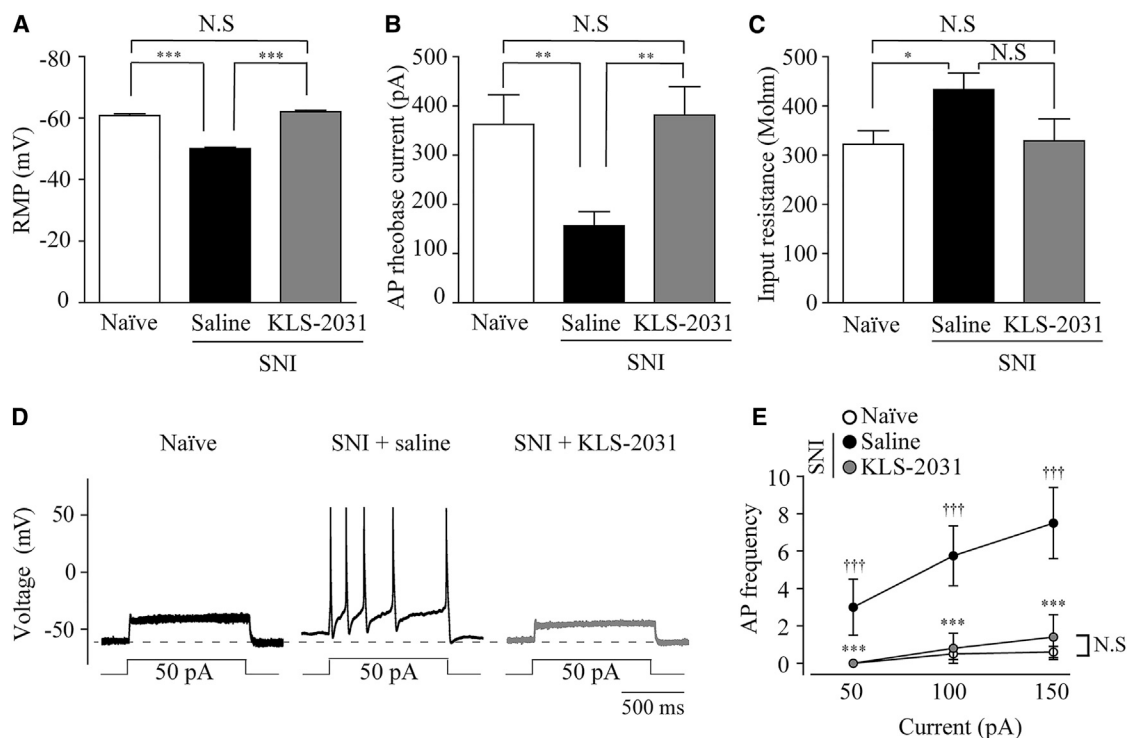 A
N.S
***
***
RMP (mV)
-80
-60
-40
-20
0
Naïve
Saline
KLS-2031
SNI
B
N.S
**
**
AP rheobase current (pA)
500
400
300
200
100
0
Naïve
Saline
KLS-2031
SNI
C
N.S
*
N.S
Input resistance (Mohm)
500
400
300
200
100
0
Naïve
Saline
KLS-2031
SNI
D
Naïve
SNI + saline
SNI + KLS-2031
Voltage (mV)
50
0
-50
50 pA
50 pA
50 pA
500 ms
E
Naïve
SNI
Saline
KLS-2031
AP frequency
10
8
6
4
2
0
†††
†††
†††
***
***
***
N.S
50
100
150
Current (pA)